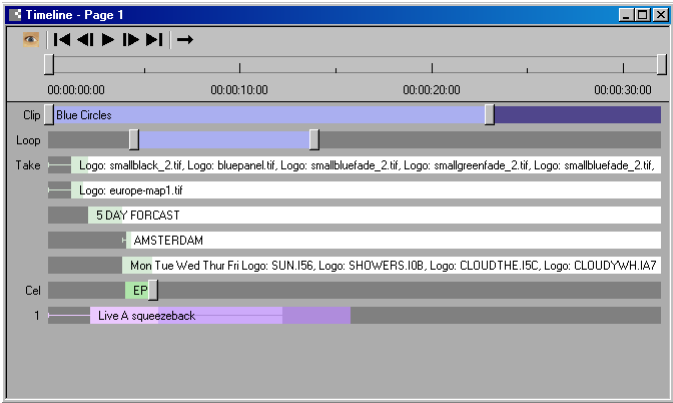 Timeline - Page 1
00:00:00:00 00:00:10:00 00:00:20:00 00:00:30:00
Clip Blue Circles
Loop
Take Logo: smallblack_2.tif, Logo: bluepanel.tif, Logo: smallbluefade_2.tif, Logo: smallgreenfade_2.tif, Logo: smallbluefade_2.tif,
Logo: europe-map1.tif
5 DAY FORCAST
AMSTERDAM
Mon Tue Wed Thur Fri Logo: SUN.I56, Logo: SHOWERS.I0B, Logo: CLOUDTHE.I5C, Logo: CLOUDYWH.IA7
Cel EP
1 Live A squeezeback